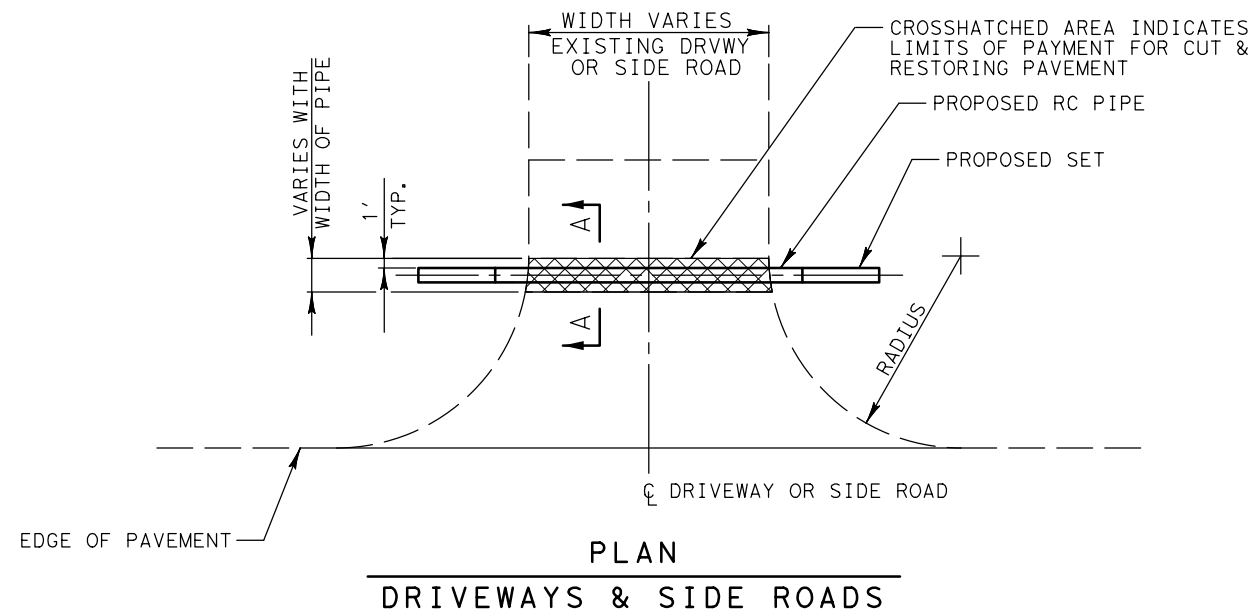 WIDTH VARIES
EXISTING DRVWY
OR SIDE ROAD
CROSSHATCHED AREA INDICATES
LIMITS OF PAYMENT FOR CUT &
RESTORING PAVEMENT
PROPOSED RC PIPE
PROPOSED SET
VARIES WITH
WIDTH OF PIPE
1'
TYP.
A
A
RADIUS
℄ DRIVEWAY OR SIDE ROAD
EDGE OF PAVEMENT
PLAN
DRIVEWAYS & SIDE ROADS